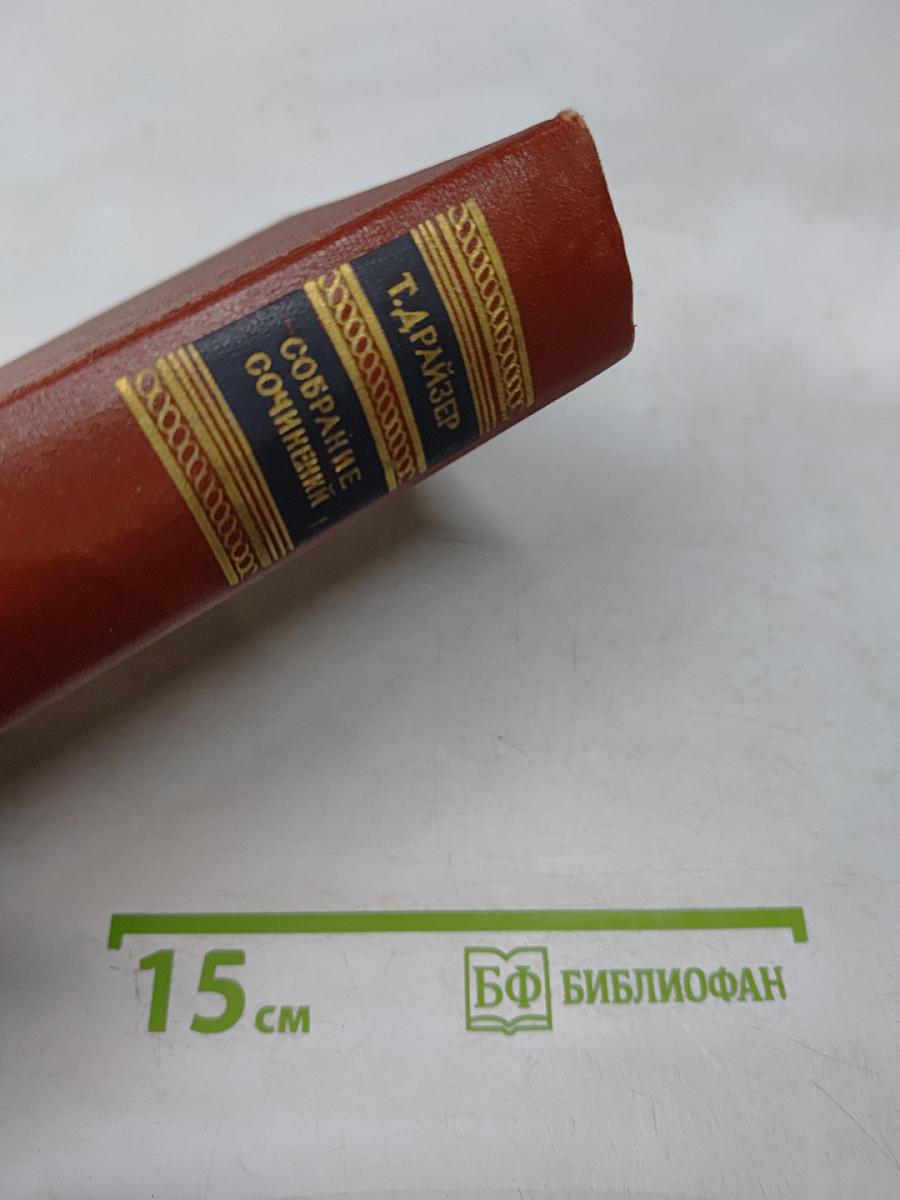 Т. ДРАЙЗЕР
СОБРАНИЕ
СОЧИНЕНИЙ
15 см
БФ БИБЛИОФАН